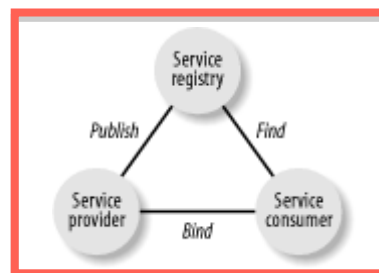 Service
registry
Publish
Find
Service
provider
Service
consumer
Bind